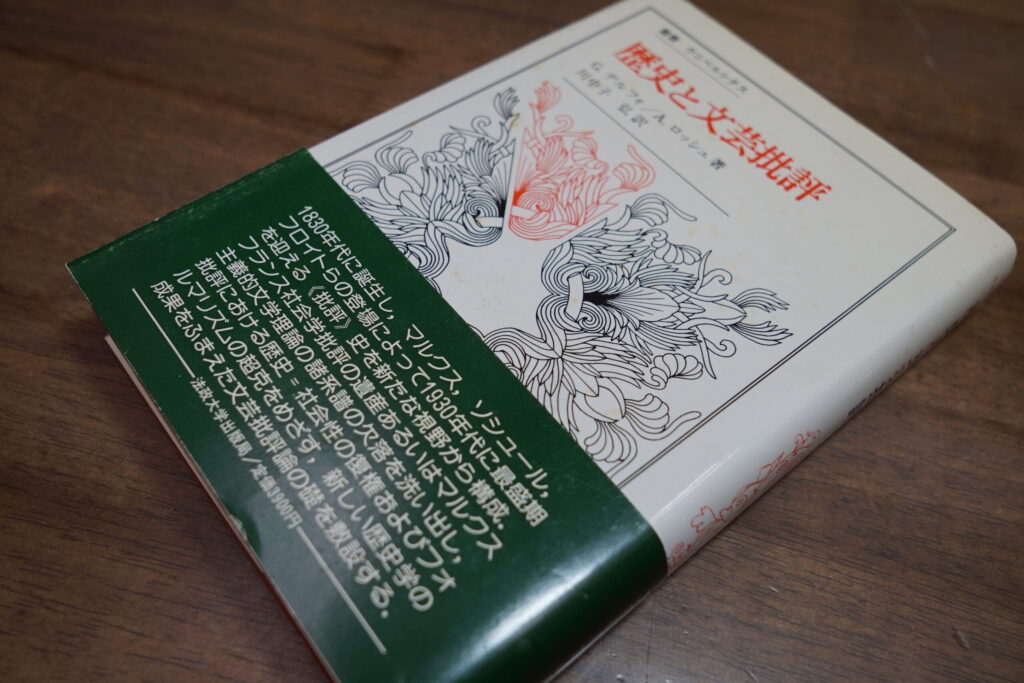 叢書・ウニベルシタス
歴史と文芸批評
G.デルフォ／A.ロッシュ 著
川中子 弘 訳
1830年代に誕生し，マルクス，ソシュール，
フロイトらの登場によって1930年代に最盛期
を迎える〈批評〉史を新たな視野から構成．
フランス社会学批評の遺産あるいはマルクス
主義的文学理論の諸系譜の欠落を洗い出し，
批評における歴史＝社会性の復権およびフォ
ルマリズムの超克をめざす．新しい歴史学の
成果をふまえた文芸批評論の礎を敷設する．
法政大学出版局／定価3900円